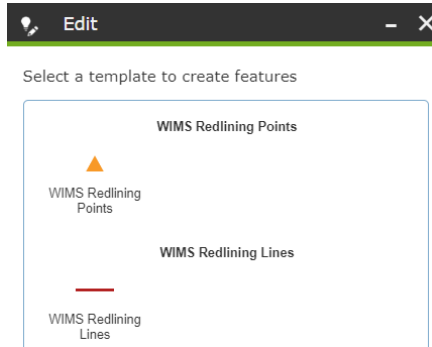 Edit
Select a template to create features
WIMS Redlining Points
WIMS Redlining
Points
WIMS Redlining Lines
WIMS Redlining
Lines